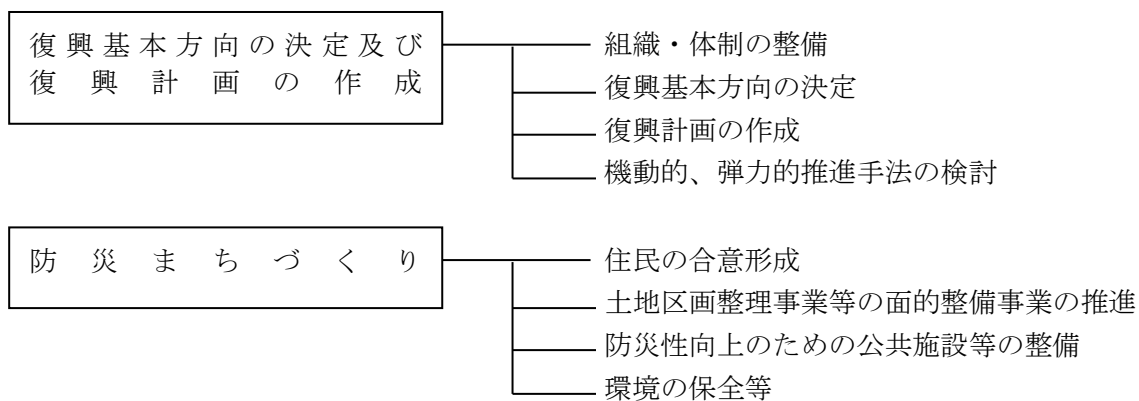 復興基本方向の決定及び
復興計画の作成
組織・体制の整備
復興基本方向の決定
復興計画の作成
機動的、弾力的推進手法の検討
防災まちづくり
住民の合意形成
土地区画整理事業等の面的整備事業の推進
防災性向上のための公共施設等の整備
環境の保全等